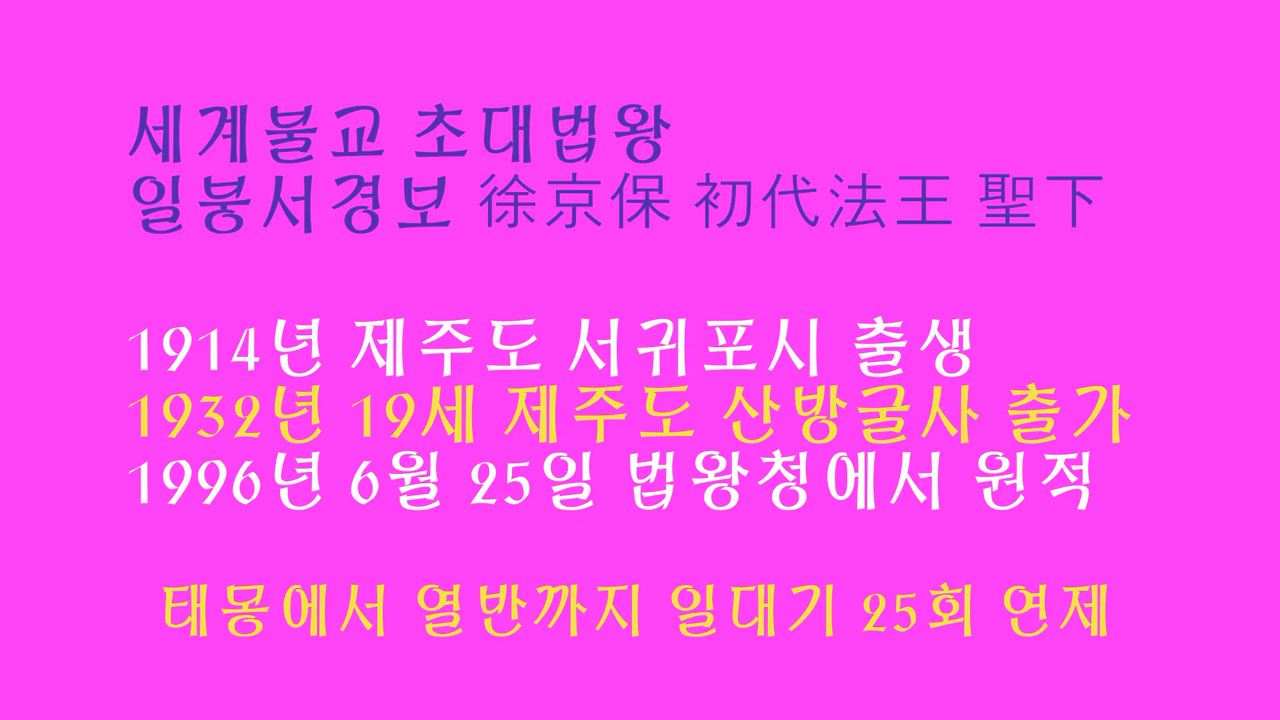 세계불교 초대법왕
일붕서경보 徐京保 初代法王 聖下
1914년 제주도 서귀포시 출생
1932년 19세 제주도 산방굴사 출가
1996년 6월 25일 법왕청에서 원적
태몽에서 열반까지 일대기 25회 연제